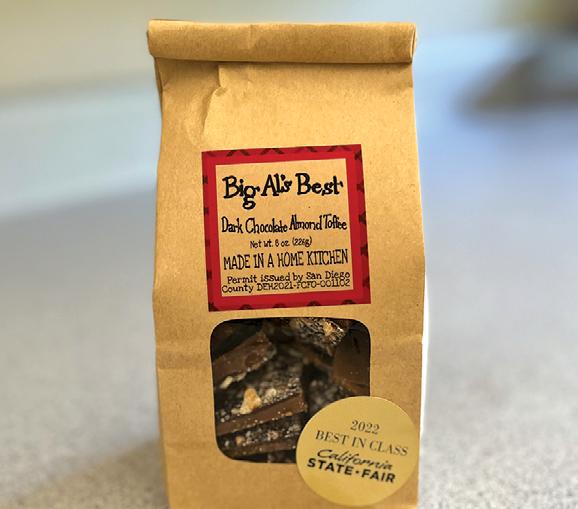 Big Al's Best
Dark Chocolate Almond Toffee
Net Wt. 8 oz. (226g)
MADE IN A HOME KITCHEN
Permit issued by San Diego
County DEH2021-FCFO-001102
2022
BEST IN CLASS
California
STATE•FAIR